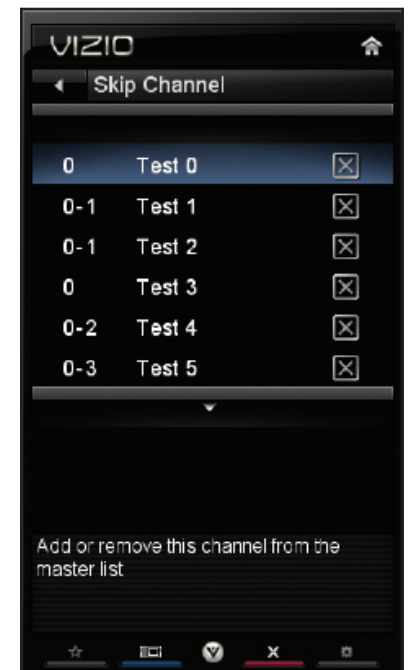 VIZIO
Skip Channel
0 Test 0
0-1 Test 1
0-1 Test 2
0 Test 3
0-2 Test 4
0-3 Test 5
Add or remove this channel from the
master list